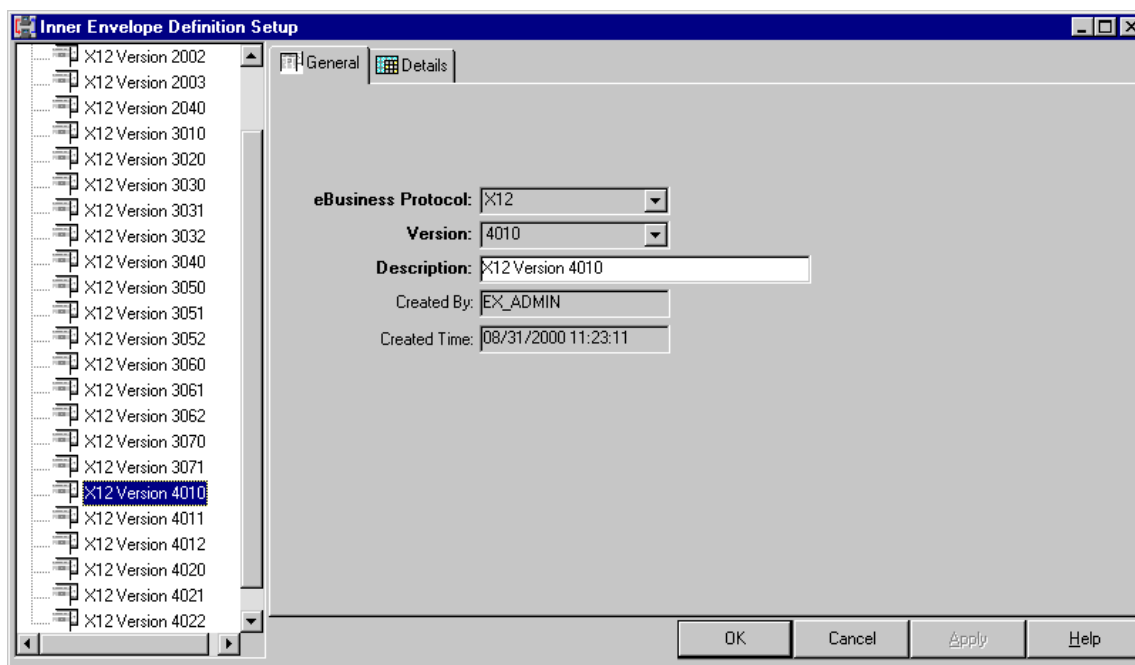 Inner Envelope Definition Setup
X12 Version 2002
X12 Version 2003
X12 Version 2040
X12 Version 3010
X12 Version 3020
X12 Version 3030
X12 Version 3031
X12 Version 3032
X12 Version 3040
X12 Version 3050
X12 Version 3051
X12 Version 3052
X12 Version 3060
X12 Version 3061
X12 Version 3062
X12 Version 3070
X12 Version 3071
X12 Version 4010
X12 Version 4011
X12 Version 4012
X12 Version 4020
X12 Version 4021
X12 Version 4022
General Details
eBusiness Protocol: X12
Version: 4010
Description: X12 Version 4010
Created By: EX_ADMIN
Created Time: 08/31/2000 11:23:11
OK Cancel Apply Help